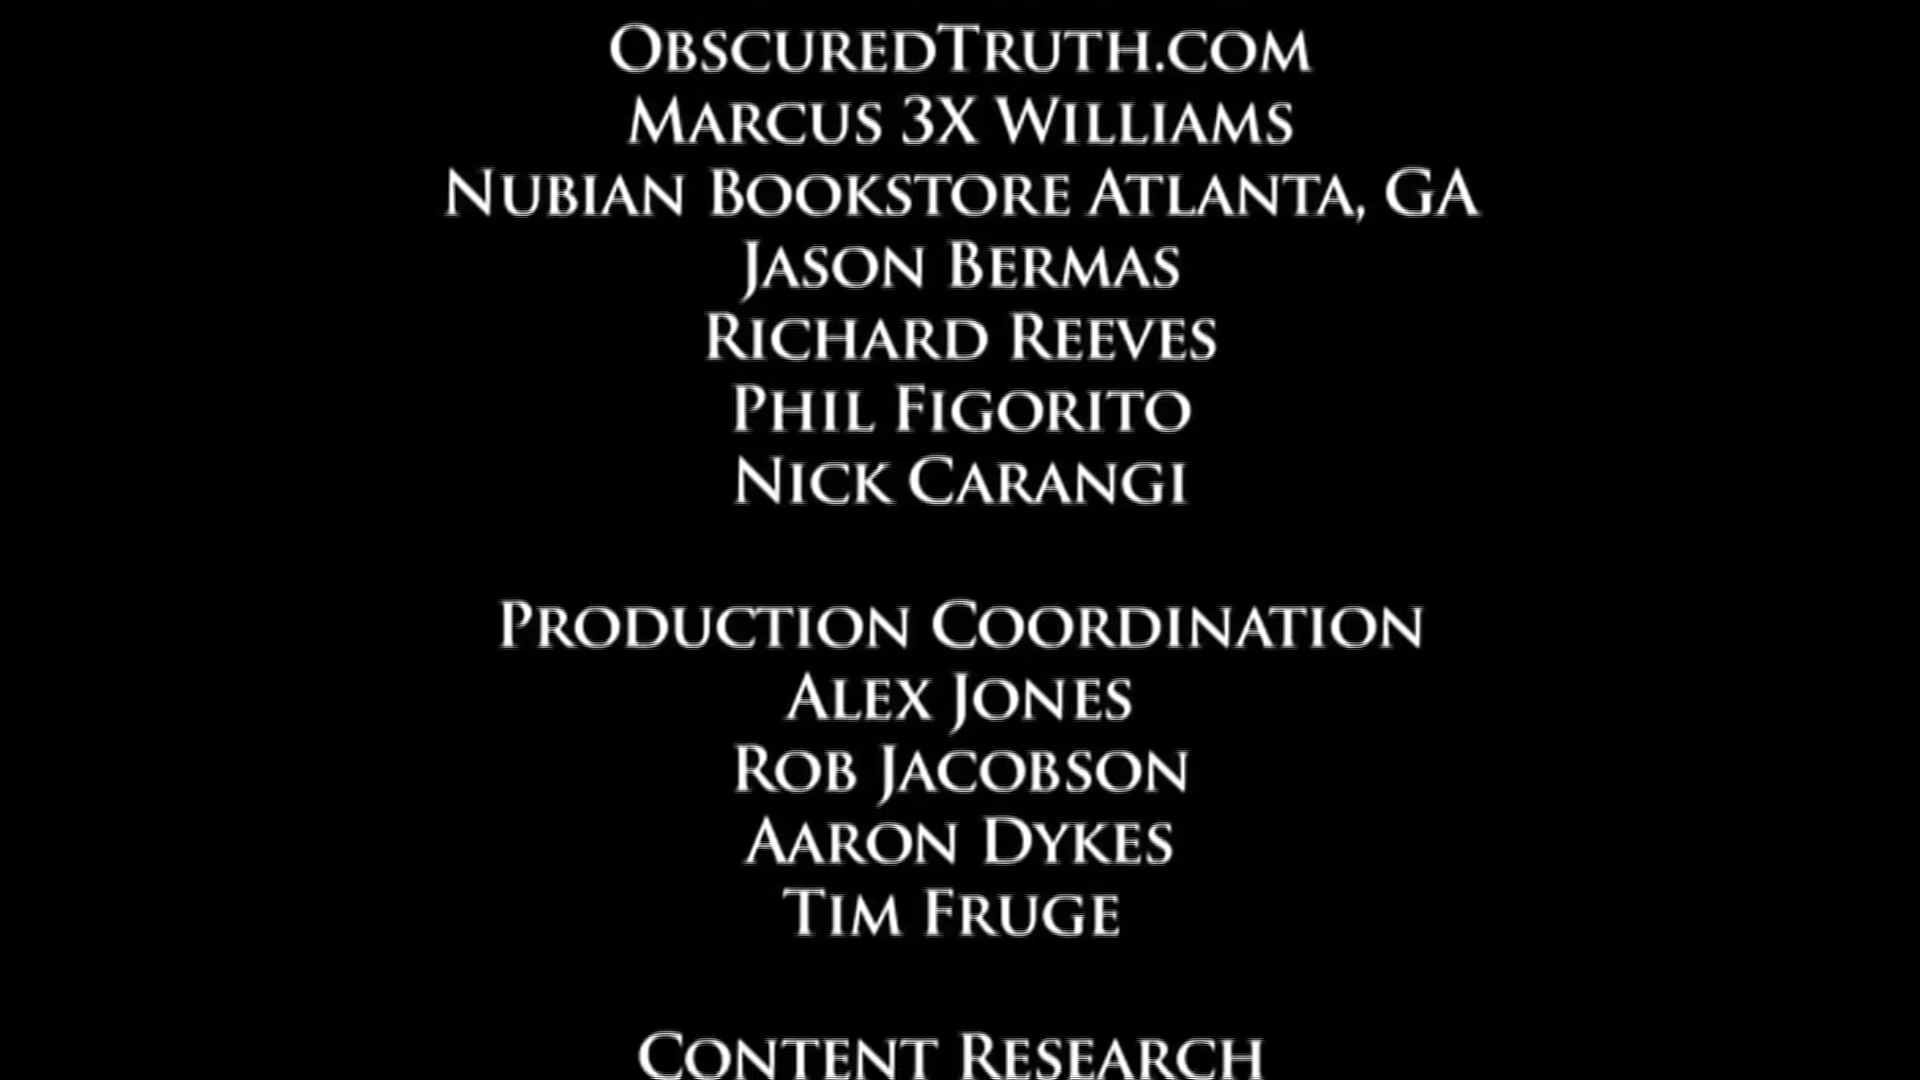 ObscuredTruth.com
Marcus 3X Williams
Nubian Bookstore Atlanta, GA
Jason Bermas
Richard Reeves
Phil Figorito
Nick Carangi
Production Coordination
Alex Jones
Rob Jacobson
Aaron Dykes
Tim Fruge
Content Research